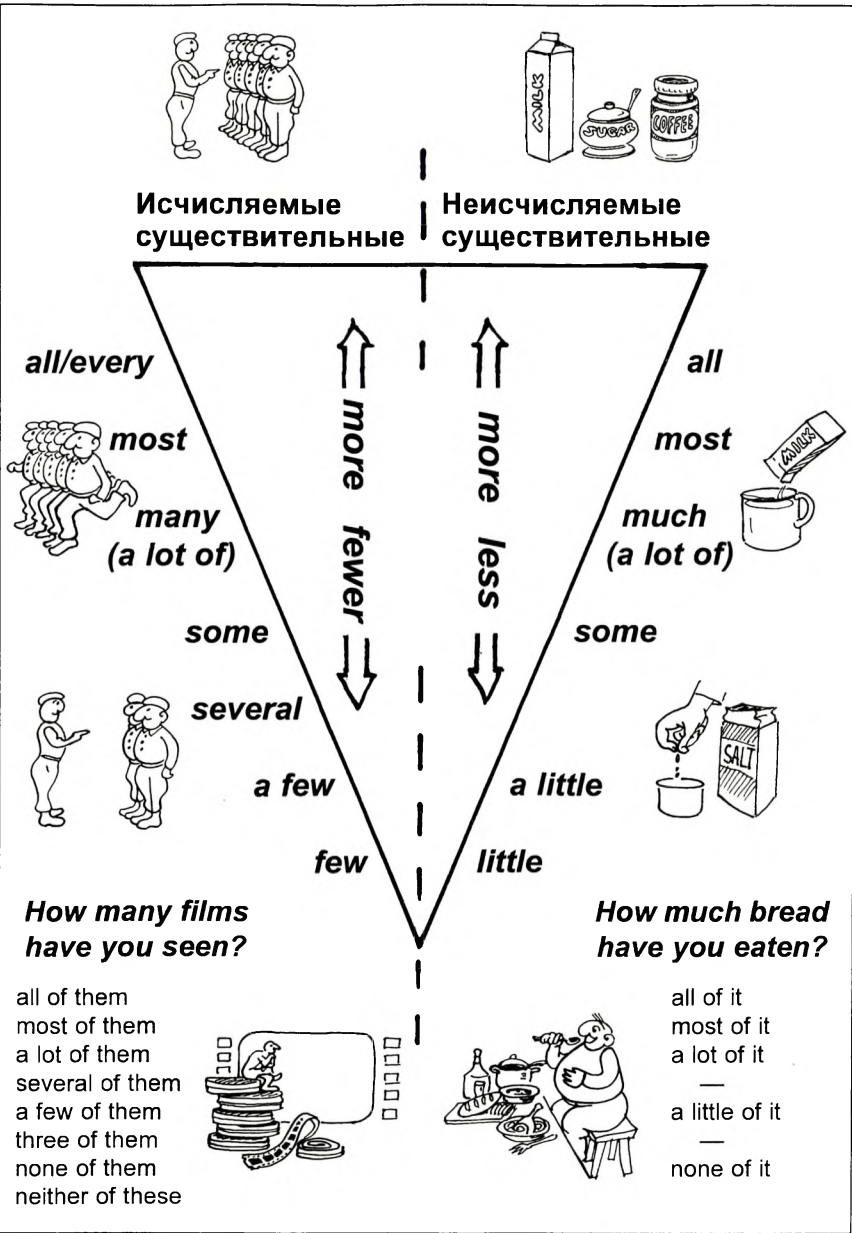 MILK
SUGAR
COFFEE
Исчисляемые
существительные
Неисчисляемые
существительные
all/every
most
many
(a lot of)
some
several
a few
few
more fewer
more less
all
most
much
(a lot of)
some
a little
little
MILK
SALT
How many films
have you seen?
all of them
most of them
a lot of them
several of them
a few of them
three of them
none of them
neither of these
How much bread
have you eaten?
all of it
most of it
a lot of it
—
a little of it
—
none of it